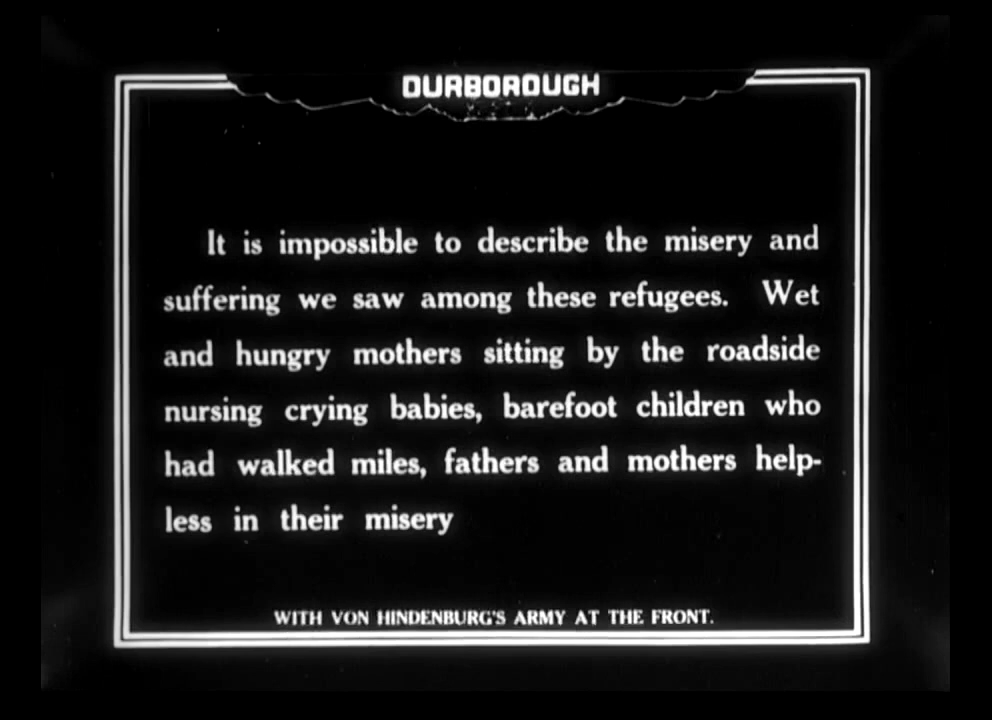 DURBOROUGH
It is impossible to describe the misery and
suffering we saw among these refugees. Wet
and hungry mothers sitting by the roadside
nursing crying babies, barefoot children who
had walked miles, fathers and mothers help-
less in their misery
WITH VON HINDENBURG'S ARMY AT THE FRONT.